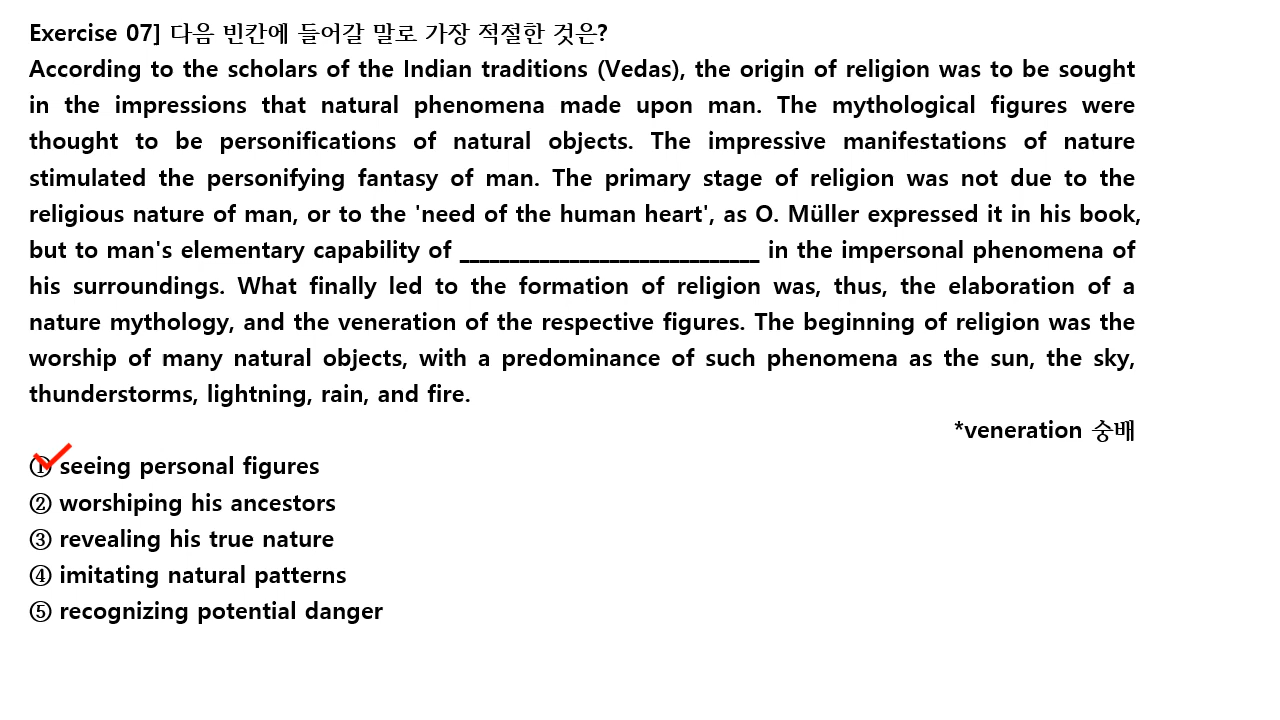 Exercise 07] 다음 빈칸에 들어갈 말로 가장 적절한 것은?
According to the scholars of the Indian traditions (Vedas), the origin of religion was to be sought
in the impressions that natural phenomena made upon man. The mythological figures were
thought to be personifications of natural objects. The impressive manifestations of nature
stimulated the personifying fantasy of man. The primary stage of religion was not due to the
religious nature of man, or to the 'need of the human heart', as O. Müller expressed it in his book,
but to man's elementary capability of ______________________________ in the impersonal phenomena of
his surroundings. What finally led to the formation of religion was, thus, the elaboration of a
nature mythology, and the veneration of the respective figures. The beginning of religion was the
worship of many natural objects, with a predominance of such phenomena as the sun, the sky,
thunderstorms, lightning, rain, and fire.
*veneration 숭배
① seeing personal figures
② worshiping his ancestors
③ revealing his true nature
④ imitating natural patterns
⑤ recognizing potential danger